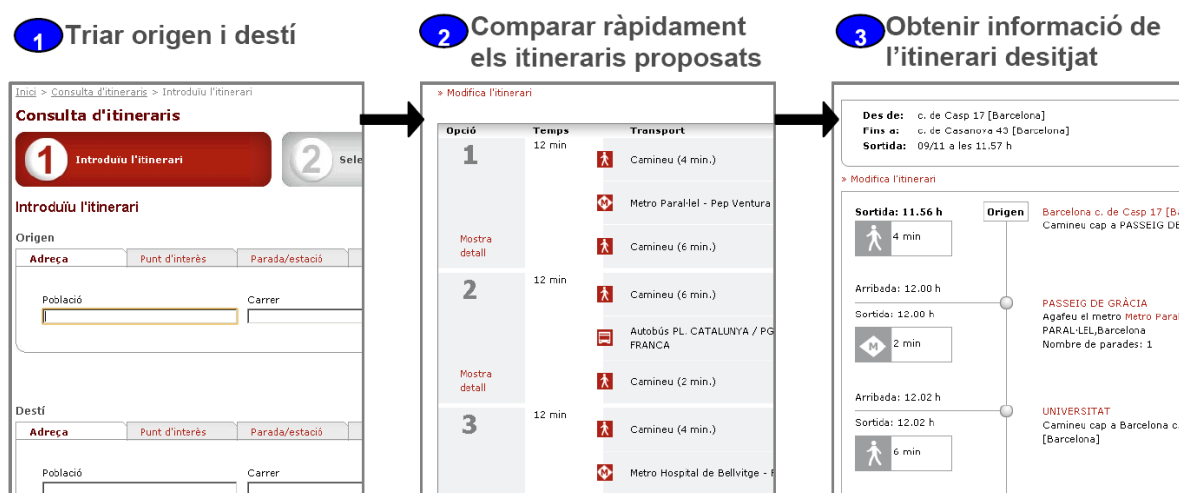 1 Triar origen i destí
Inici > Consulta d'itineraris > Introduïu l'itinerari
Consulta d'itineraris
1 Introduïu l'itinerari 2
Introduïu l'itinerari
Origen
Adreça Punt d'interès Parada/estació
Població Carrer
Destí
Adreça Punt d'interès Parada/estació
Població Carrer
2 Comparar ràpidament
els itineraris proposats
» Modifica l'itinerari
Opció Temps Transport
1 12 min Camineu (4 min.)
Metro Paral·lel - Pep Ventura
Mostra
detall
Camineu (6 min.)
2 12 min Camineu (6 min.)
Autobús PL. CATALUNYA / PG
FRANCA
Mostra
detall
Camineu (2 min.)
3 12 min Camineu (4 min.)
Metro Hospital de Bellvitge -
3 Obtenir informació de
l'itinerari desitjat
Des de: c. de Casp 17 [Barcelona]
Fins a: c. de Casanova 43 [Barcelona]
Sortida: 09/11 a les 11.57 h
» Modifica l'itinerari
Sortida: 11.56 h Origen Barcelona c. de Casp 17
4 min Camineu cap a PASSEIG DE
Arribada: 12.00 h
PASSEIG DE GRÀCIA
Sortida: 12.00 h Agafeu el metro Metro Paral
PARAL·LEL,Barcelona
M 2 min Nombre de parades: 1
Arribada: 12.02 h
UNIVERSITAT
Sortida: 12.02 h Camineu cap a Barcelona c.
[Barcelona]
6 min